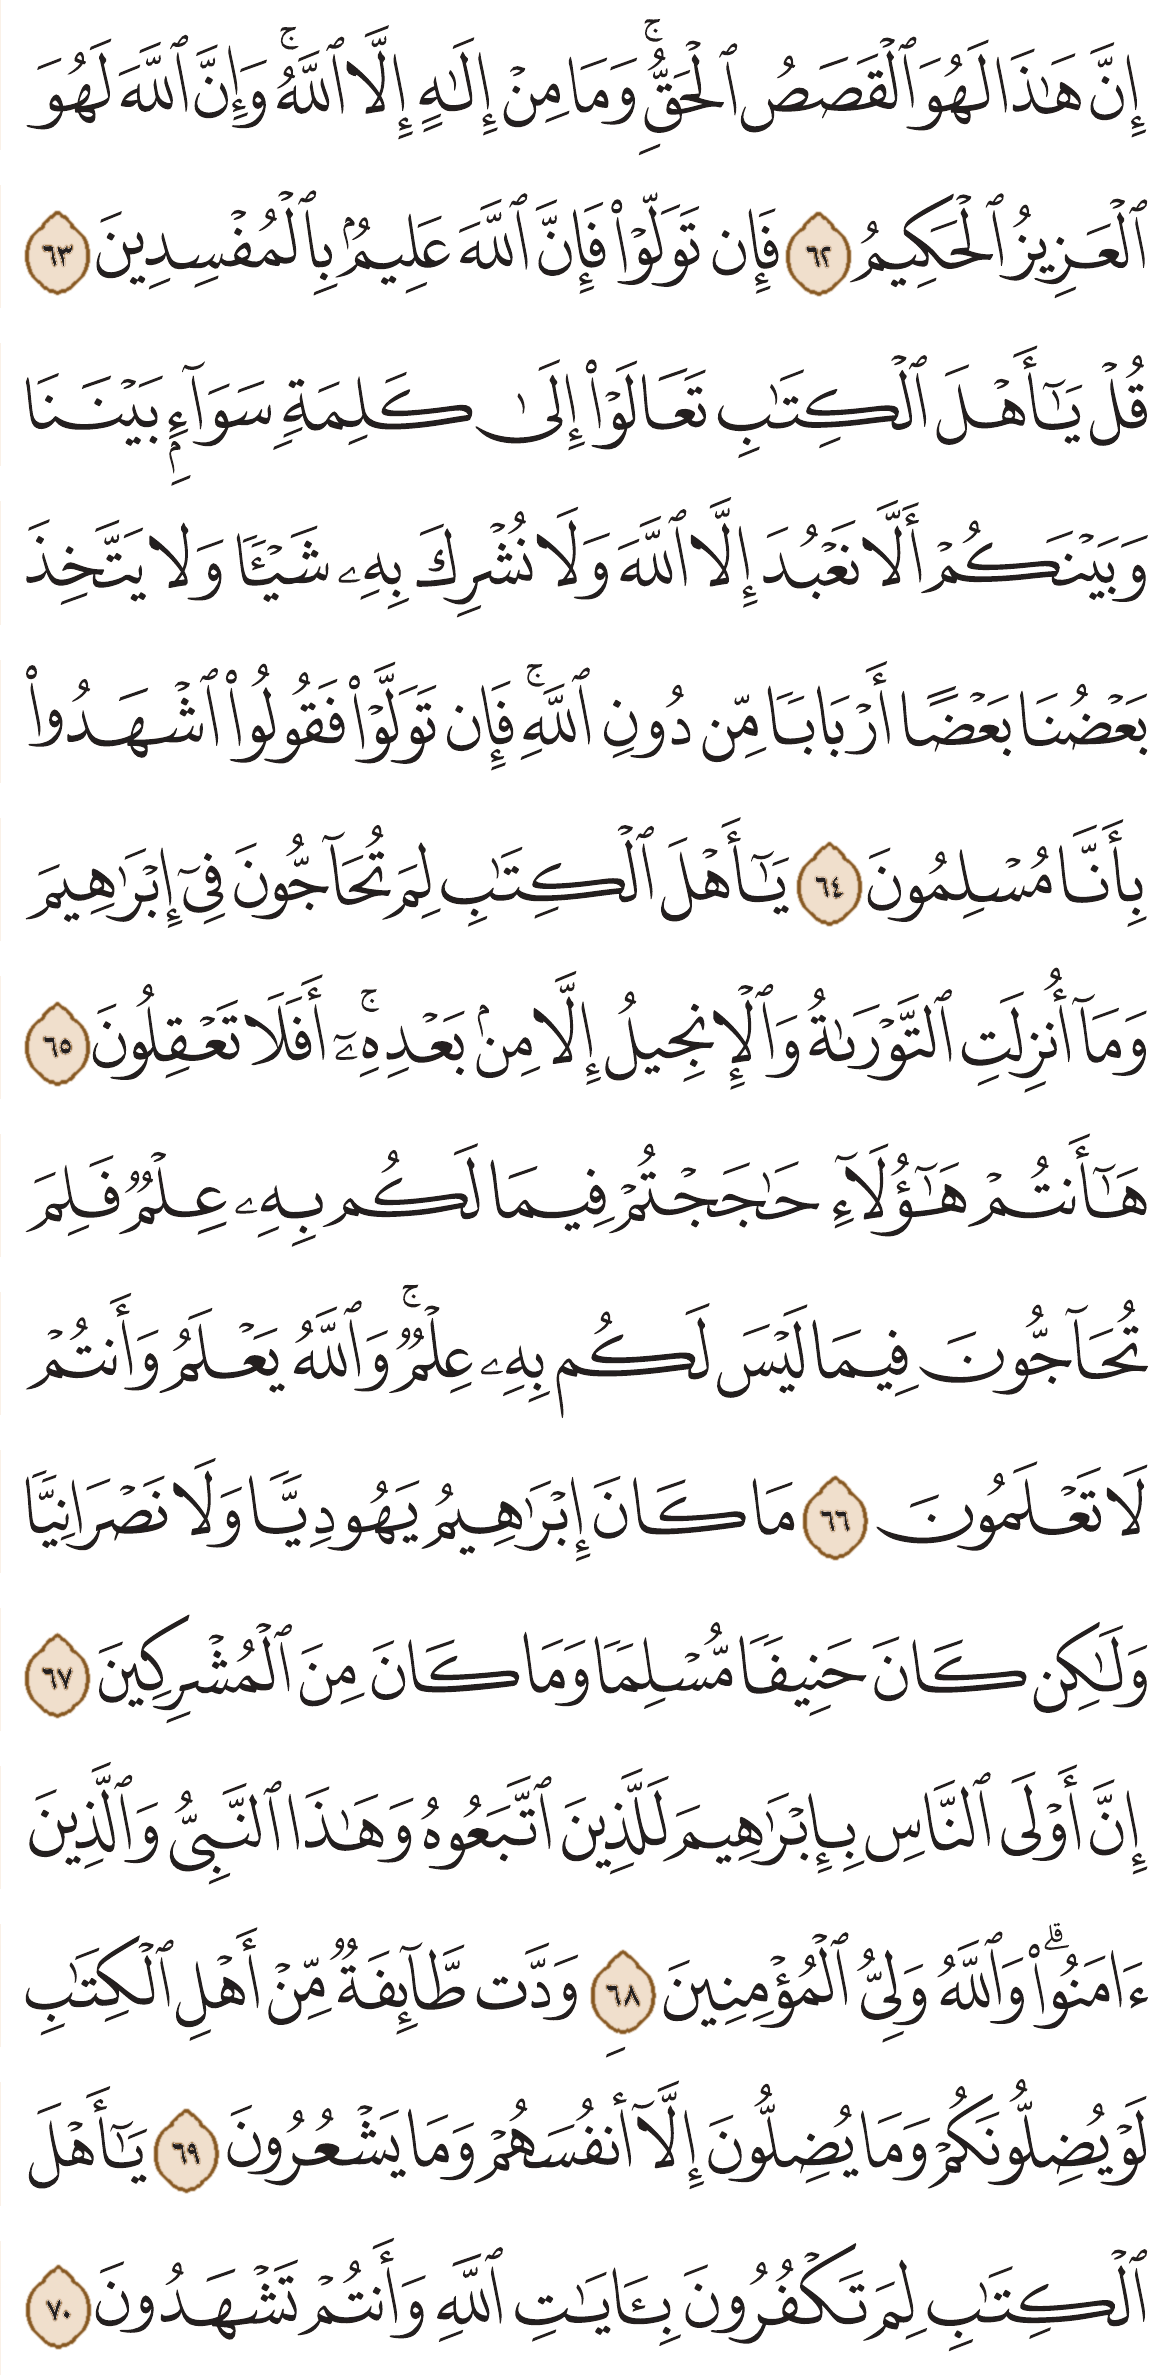 إِنَّ هَٰذَا لَهُوَ ٱلْقَصَصُ ٱلْحَقُّۚ وَمَا مِنْ إِلَٰهٍ إِلَّا ٱللَّهُۚ وَإِنَّ ٱللَّهَ لَهُوَ
ٱلْعَزِيزُ ٱلْحَكِيمُ ٦٢ فَإِن تَوَلَّوْا۟ فَإِنَّ ٱللَّهَ عَلِيمٌۢ بِٱلْمُفْسِدِينَ ٦٣
قُلْ يَٰٓأَهْلَ ٱلْكِتَٰبِ تَعَالَوْا۟ إِلَىٰ كَلِمَةٍ سَوَآءٍۭ بَيْنَنَا
وَبَيْنَكُمْ أَلَّا نَعْبُدَ إِلَّا ٱللَّهَ وَلَا نُشْرِكَ بِهِۦ شَيْـًٔا وَلَا يَتَّخِذَ
بَعْضُنَا بَعْضًا أَرْبَابًا مِّن دُونِ ٱللَّهِۚ فَإِن تَوَلَّوْا۟ فَقُولُوا۟ ٱشْهَدُوا۟
بِأَنَّا مُسْلِمُونَ ٦٤ يَٰٓأَهْلَ ٱلْكِتَٰبِ لِمَ تُحَآجُّونَ فِىٓ إِبْرَٰهِيمَ
وَمَآ أُنزِلَتِ ٱلتَّوْرَىٰةُ وَٱلْإِنجِيلُ إِلَّا مِنۢ بَعْدِهِۦٓۚ أَفَلَا تَعْقِلُونَ ٦٥
هَٰٓأَنتُمْ هَٰٓؤُلَآءِ حَٰجَجْتُمْ فِيمَا لَكُم بِهِۦ عِلْمٌ فَلِمَ
تُحَآجُّونَ فِيمَا لَيْسَ لَكُم بِهِۦ عِلْمٌۚ وَٱللَّهُ يَعْلَمُ وَأَنتُمْ
لَا تَعْلَمُونَ ٦٦ مَا كَانَ إِبْرَٰهِيمُ يَهُودِيًّا وَلَا نَصْرَانِيًّا
وَلَٰكِن كَانَ حَنِيفًا مُّسْلِمًا وَمَا كَانَ مِنَ ٱلْمُشْرِكِينَ ٦٧
إِنَّ أَوْلَى ٱلنَّاسِ بِإِبْرَٰهِيمَ لَلَّذِينَ ٱتَّبَعُوهُ وَهَٰذَا ٱلنَّبِىُّ وَٱلَّذِينَ
ءَامَنُوا۟ۗ وَٱللَّهُ وَلِىُّ ٱلْمُؤْمِنِينَ ٦٨ وَدَّت طَّآئِفَةٌ مِّنْ أَهْلِ ٱلْكِتَٰبِ
لَوْ يُضِلُّونَكُمْ وَمَا يُضِلُّونَ إِلَّآ أَنفُسَهُمْ وَمَا يَشْعُرُونَ ٦٩ يَٰٓأَهْلَ
ٱلْكِتَٰبِ لِمَ تَكْفُرُونَ بِـَٔايَٰتِ ٱللَّهِ وَأَنتُمْ تَشْهَدُونَ ٧٠